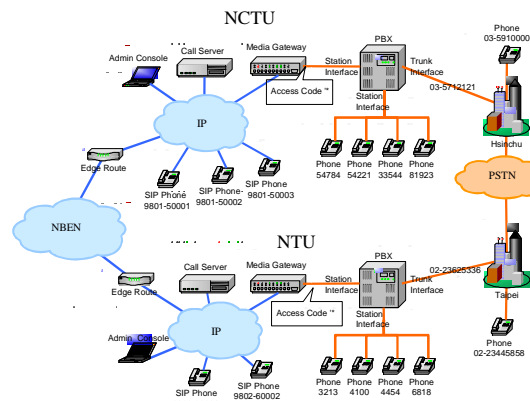 NCTU
Admin Console
Call Server
Media Gateway
Station
Interface
PBX
Trunk
Interface
Phone
03-5910000
Access Code "*"
Station
Interface
03-5712121
Hsinchu
IP
Edge Route
SIP Phone
9801-50001
SIP Phone
9801-50002
SIP Phone
9801-50003
Phone
54784
Phone
54221
Phone
33544
Phone
81923
PSTN
NBEN
NTU
Edge Route
Call Server
Media Gateway
Station
Interface
PBX
Trunk
Interface
02-23625336
Taipei
Access Code "*"
Station
Interface
Admin Console
IP
SIP Phone
SIP Phone
9802-60002
Phone
3213
Phone
4100
Phone
4454
Phone
6818
Phone
02-23445858